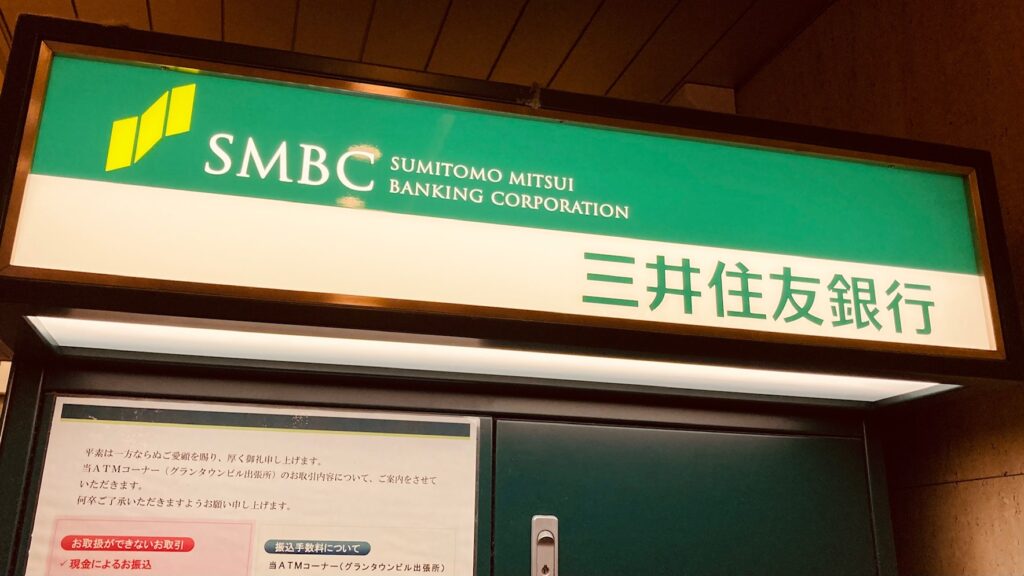 SMBC
SUMITOMO MITSUI
BANKING CORPORATION
三井住友銀行
平素は一方ならぬご愛顧を賜り、厚く御礼申し上げます。
当ATMコーナー（グランタウンビル出張所）のお取引内容について、ご案内をさせて
いただきます。
何卒ご了承いただきますようお願い申し上げます。
お取扱ができないお取引
✓現金によるお振込
振込手数料について
当ATMコーナー（グランタウンビル出張所）